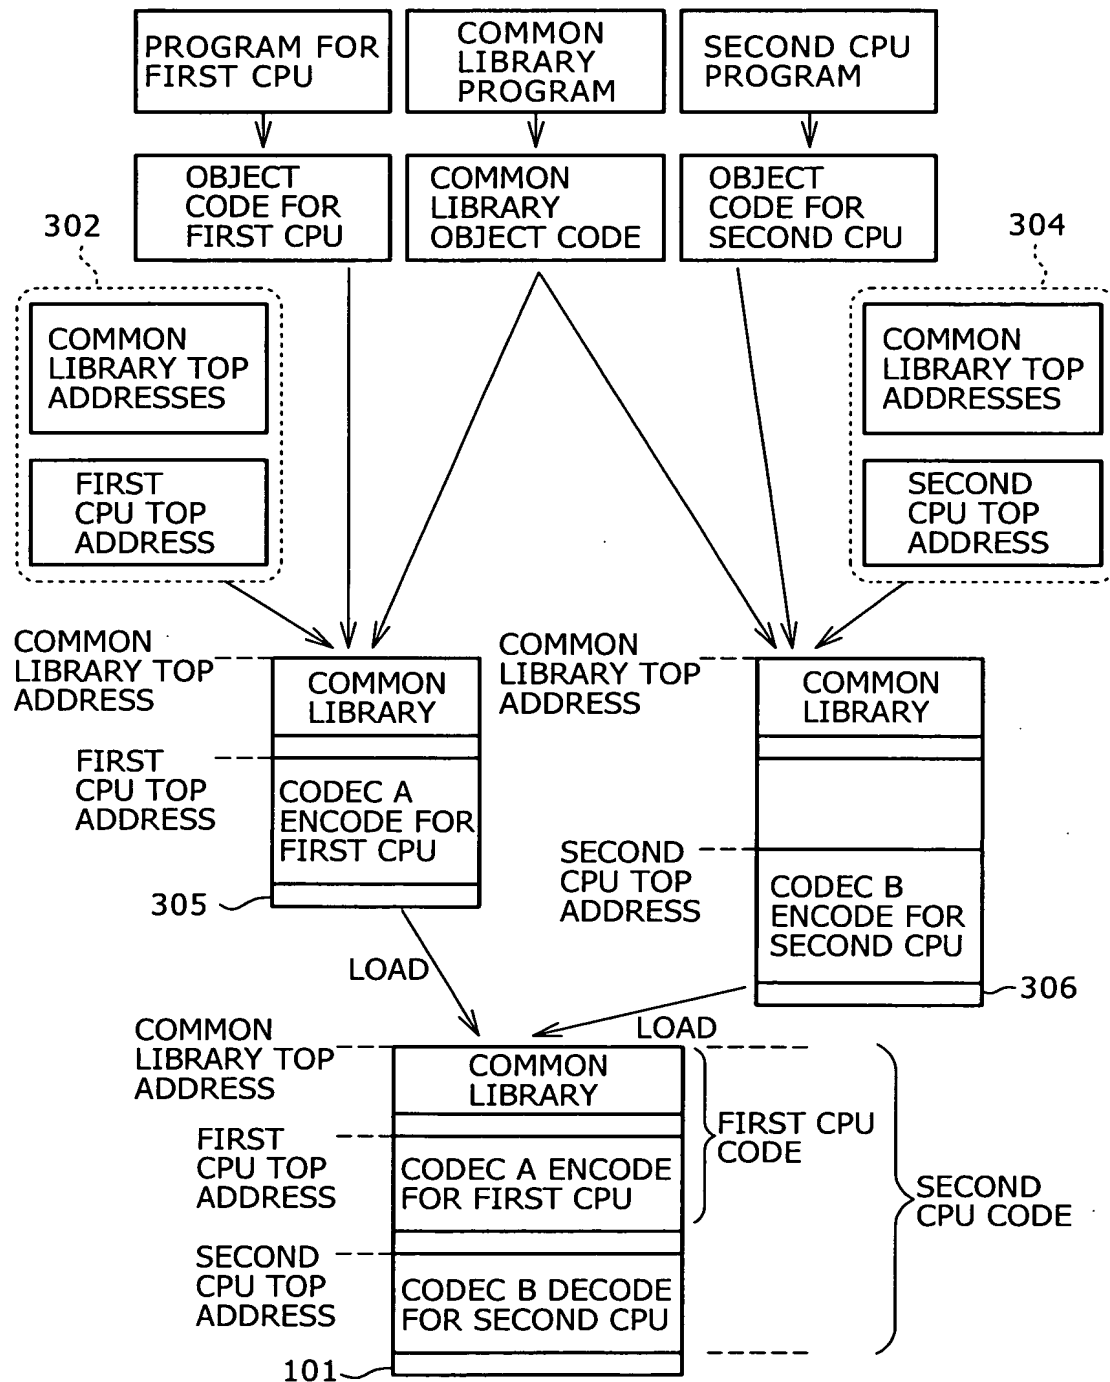 PROGRAM FOR
FIRST CPU
COMMON
LIBRARY
PROGRAM
SECOND CPU
PROGRAM
OBJECT
CODE FOR
FIRST CPU
COMMON
LIBRARY
OBJECT CODE
OBJECT
CODE FOR
SECOND CPU
302
304
COMMON
LIBRARY TOP
ADDRESSES
FIRST
CPU TOP
ADDRESS
COMMON
LIBRARY TOP
ADDRESSES
SECOND
CPU TOP
ADDRESS
COMMON
LIBRARY TOP
ADDRESS
COMMON
LIBRARY
FIRST
CPU TOP
ADDRESS
CODEC A
ENCODE FOR
FIRST CPU
305
COMMON
LIBRARY TOP
ADDRESS
COMMON
LIBRARY
SECOND
CPU TOP
ADDRESS
CODEC B
ENCODE FOR
SECOND CPU
306
LOAD
LOAD
COMMON
LIBRARY TOP
ADDRESS
COMMON
LIBRARY
FIRST CPU
CODE
FIRST
CPU TOP
ADDRESS
CODEC A ENCODE
FOR FIRST CPU
SECOND
CPU CODE
SECOND
CPU TOP
ADDRESS
CODEC B DECODE
FOR SECOND CPU
101